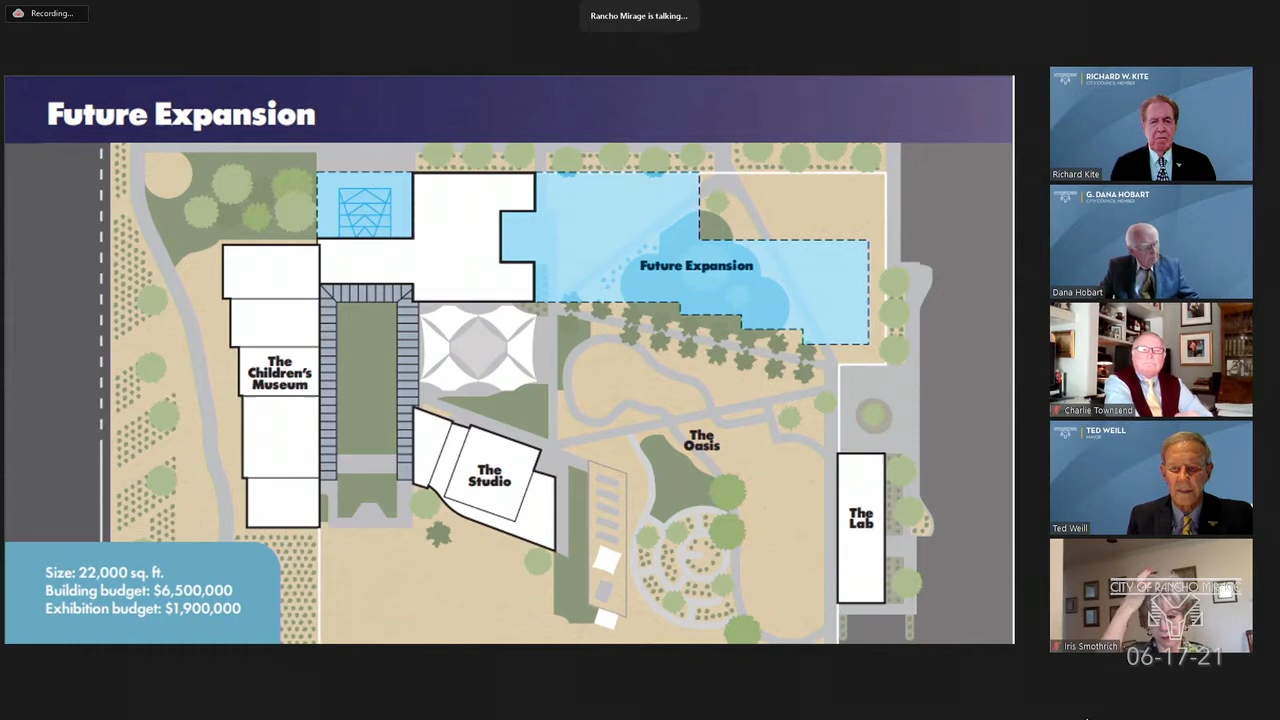 Recording...
Rancho Mirage is talking...
Future Expansion
Future Expansion
The
Children's
Museum
The
Studio
The
Oasis
The
Lab
Size: 22,000 sq. ft.
Building budget: $6,500,000
Exhibition budget: $1,900,000
RICHARD W. KITE
CITY COUNCIL MEMBER
Richard Kite
G. DANA HOBART
CITY COUNCIL MEMBER
Dana Hobart
Charlie Townsend
TED WEILL
MAYOR
Ted Weill
CITY OF RANCHO MIRAGE
Iris Smothrich
06-17-21